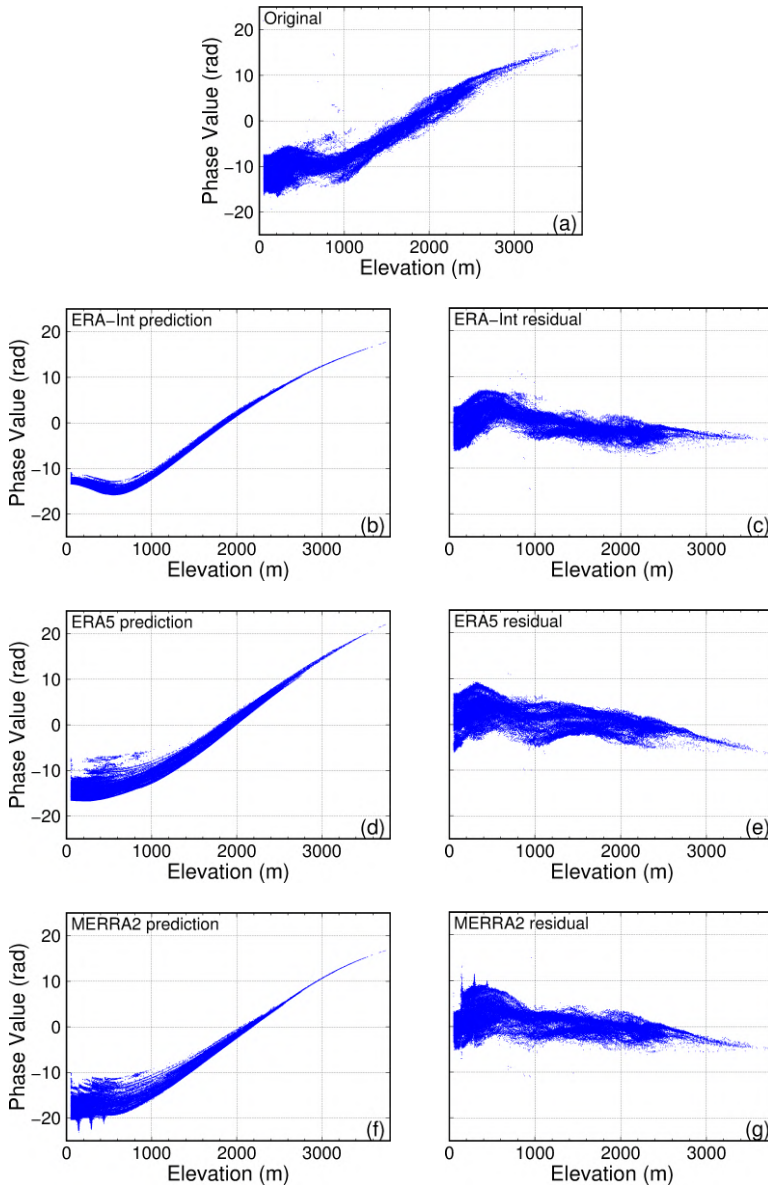 Original
20
10
0
−10
−20
Phase Value (rad)
(a)
0 1000 2000 3000
Elevation (m)
ERA−Int prediction
20
10
0
−10
−20
Phase Value (rad)
(b)
0 1000 2000 3000
Elevation (m)
ERA−Int residual
(c)
0 1000 2000 3000
Elevation (m)
ERA5 prediction
20
10
0
−10
−20
Phase Value (rad)
(d)
0 1000 2000 3000
Elevation (m)
ERA5 residual
(e)
0 1000 2000 3000
Elevation (m)
MERRA2 prediction
20
10
0
−10
−20
Phase Value (rad)
(f)
0 1000 2000 3000
Elevation (m)
MERRA2 residual
(g)
0 1000 2000 3000
Elevation (m)